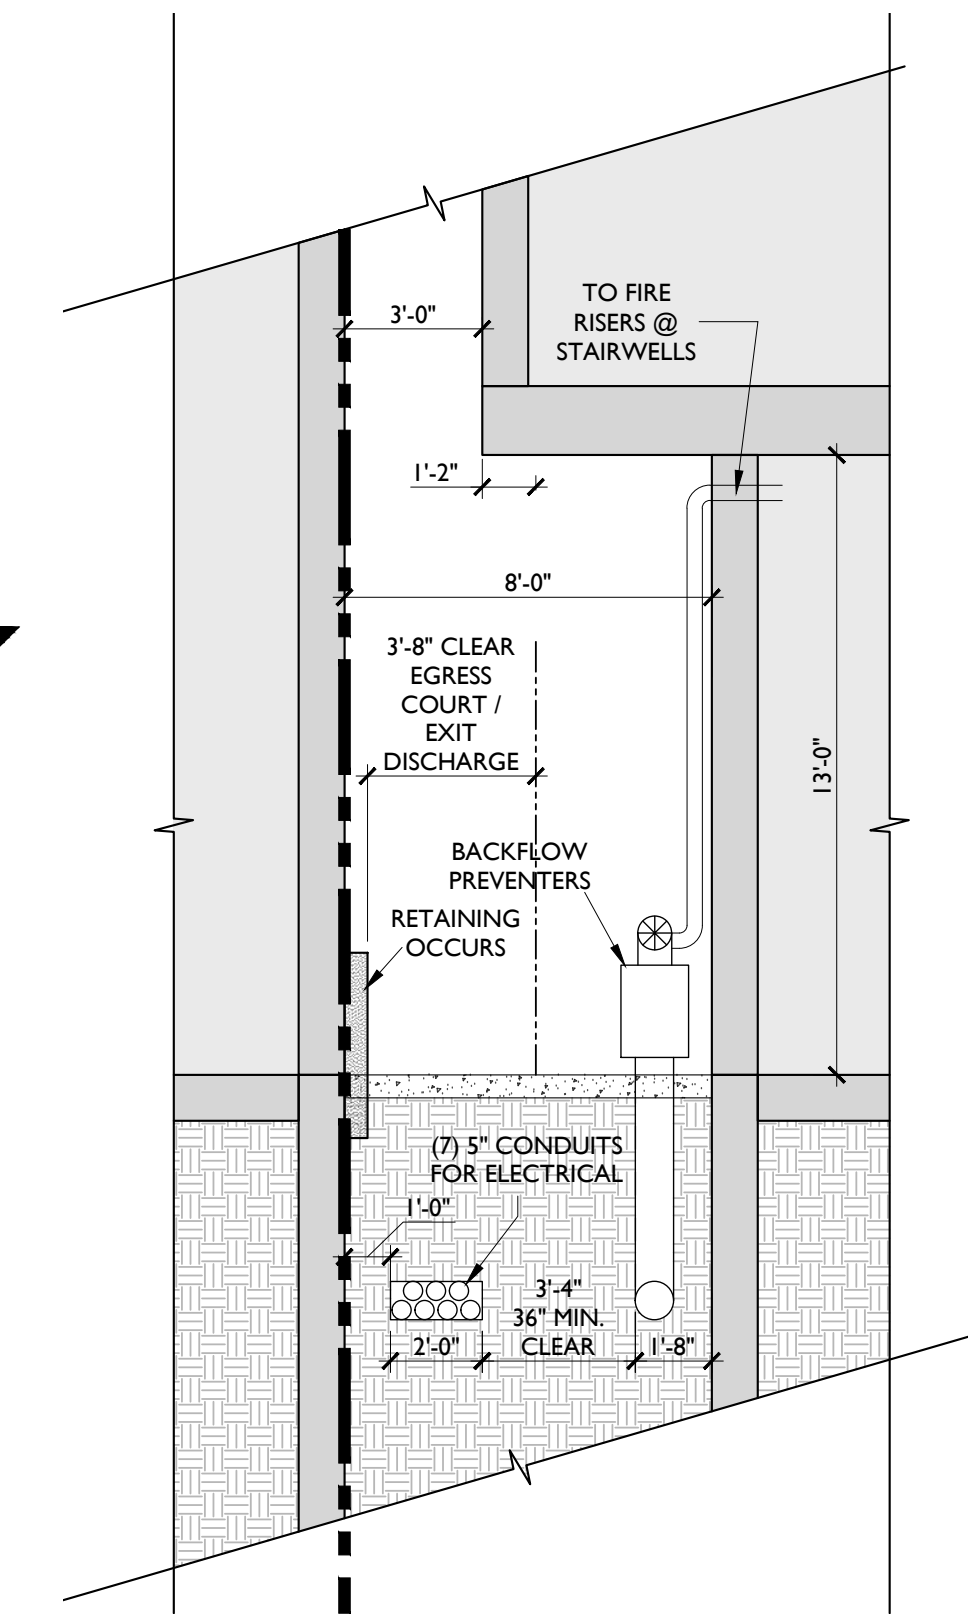 3'-0"
TO FIRE
RISERS @
STAIRWELLS
1'-2"
8'-0"
3'-8" CLEAR
EGRESS
COURT /
EXIT
DISCHARGE
13'-0"
BACKFLOW
PREVENTERS
RETAINING
OCCURS
(7) 5" CONDUITS
FOR ELECTRICAL
1'-0"
3'-4"
36" MIN.
CLEAR
2'-0"
1'-8"